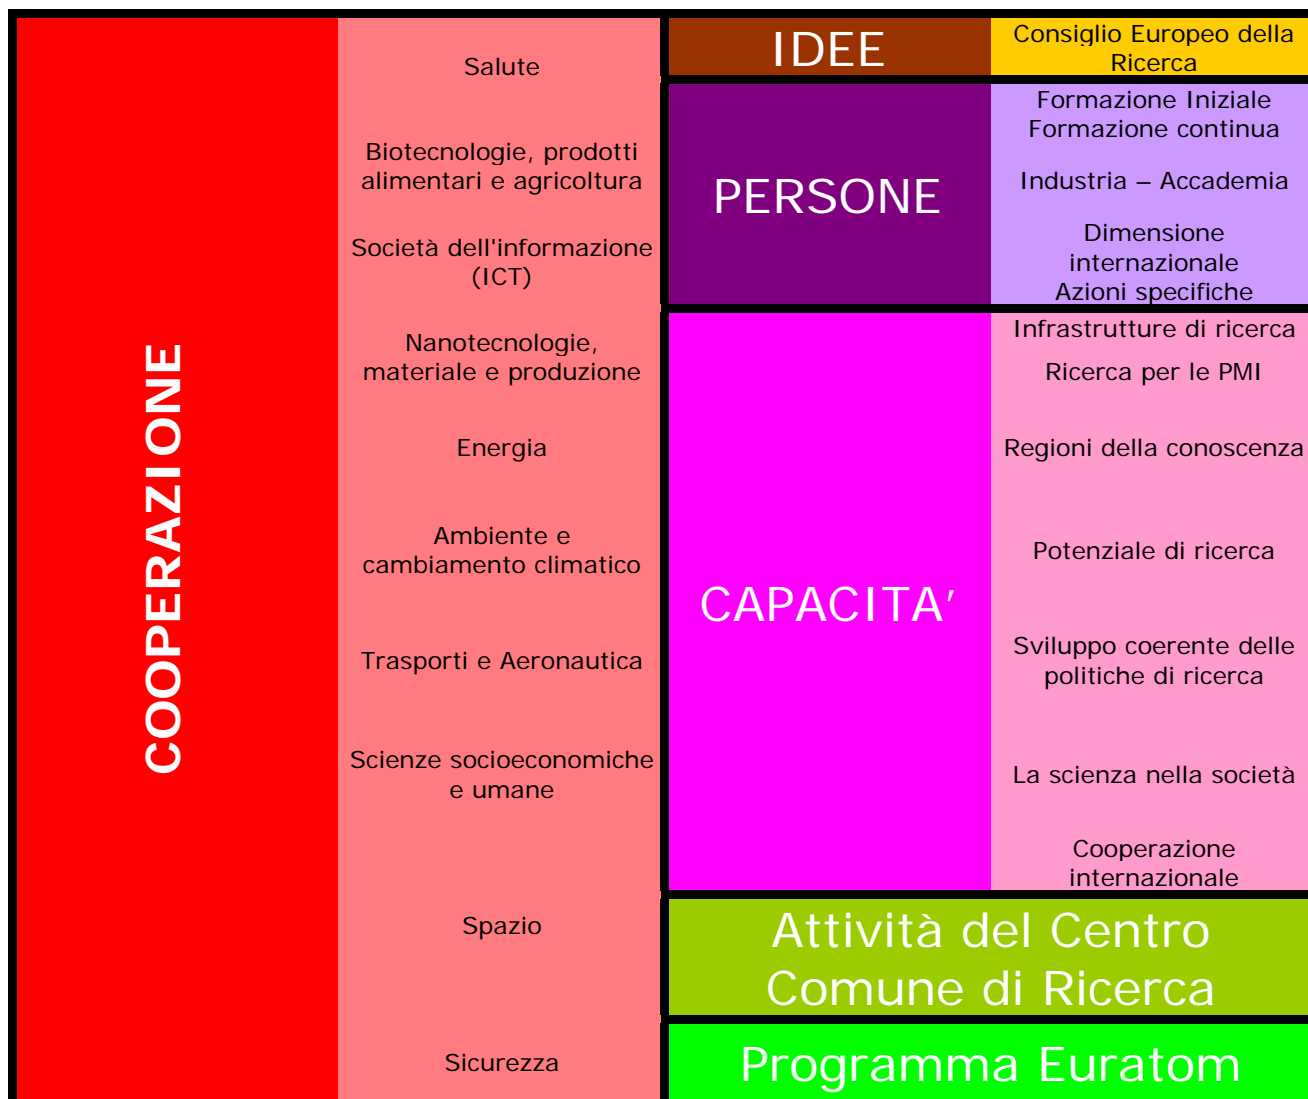 COOPERAZIONE
Salute
Biotecnologie, prodotti
alimentari e agricoltura
Società dell'informazione
(ICT)
Nanotecnologie,
materiale e produzione
Energia
Ambiente e
cambiamento climatico
Trasporti e Aeronautica
Scienze socioeconomiche
e umane
Spazio
Sicurezza
IDEE
Consiglio Europeo della
Ricerca
PERSONE
Formazione Iniziale
Formazione continua
Industria – Accademia
Dimensione
internazionale
Azioni specifiche
CAPACITA’
Infrastrutture di ricerca
Ricerca per le PMI
Regioni della conoscenza
Potenziale di ricerca
Sviluppo coerente delle
politiche di ricerca
La scienza nella società
Cooperazione
internazionale
Attività del Centro
Comune di Ricerca
Programma Euratom